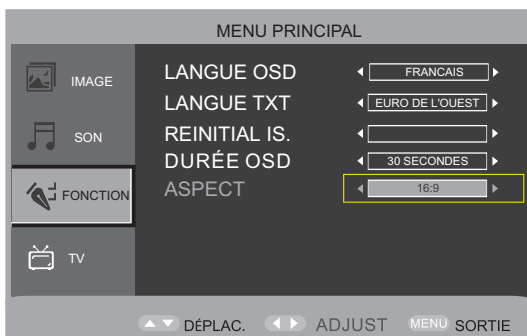 MENU PRINCIPAL
IMAGE
SON
FONCTION
TV
LANGUE OSD FRANCAIS
LANGUE TXT EURO DE L'OUEST
REINITIAL IS.
DURÉE OSD 30 SECONDES
ASPECT 16:9
DÉPLAC. ADJUST MENU SORTIE